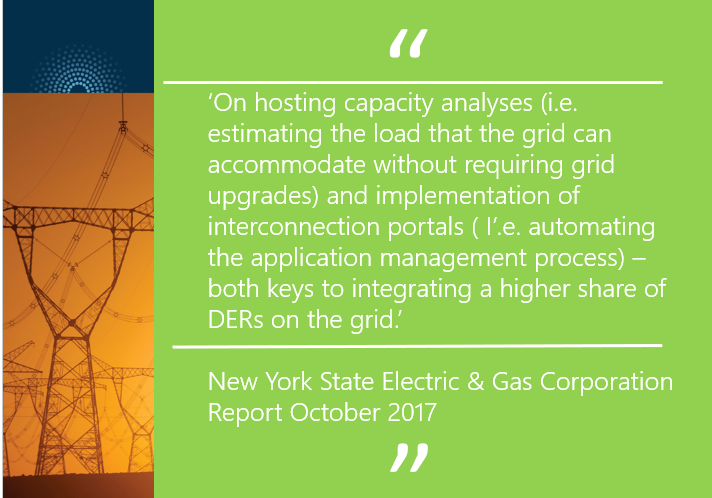 “
‘On hosting capacity analyses (i.e.
estimating the load that the grid can
accommodate without requiring grid
upgrades) and implementation of
interconnection portals ( I’.e. automating
the application management process) –
both keys to integrating a higher share of
DERs on the grid.’
New York State Electric & Gas Corporation
Report October 2017
”